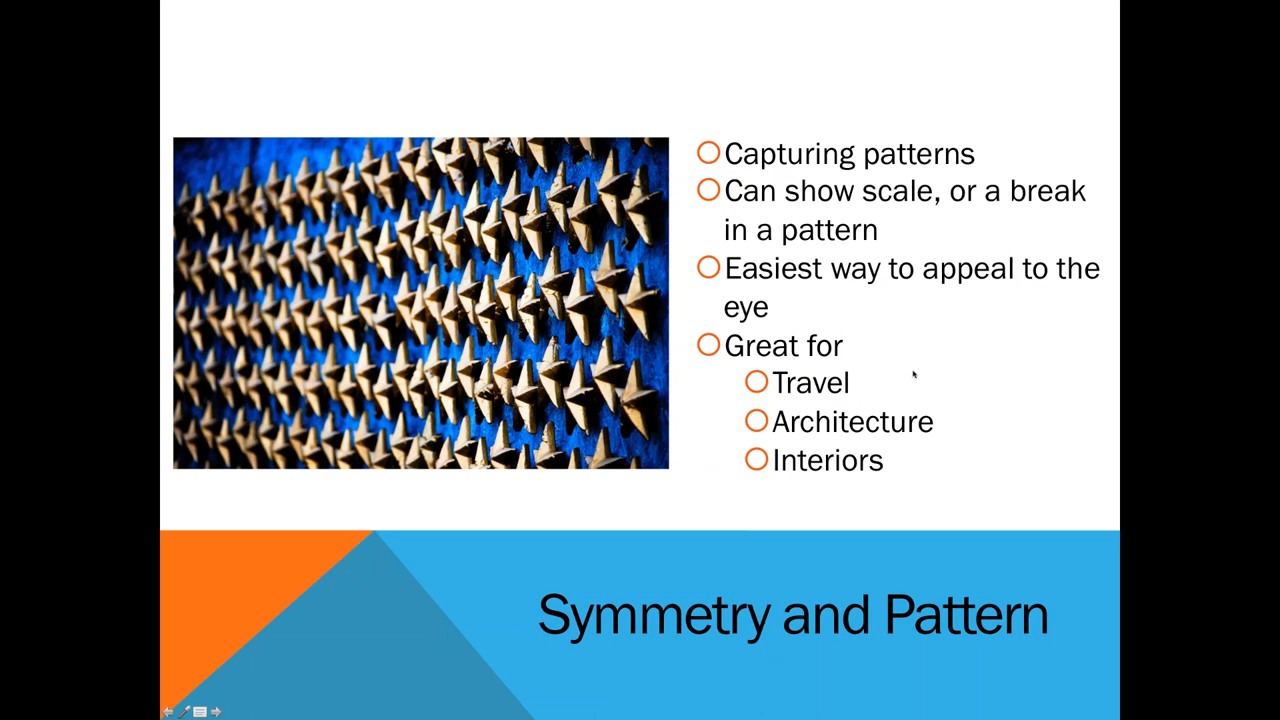 Capturing patterns
Can show scale, or a break
in a pattern
Easiest way to appeal to the
eye
Great for
Travel
Architecture
Interiors
Symmetry and Pattern